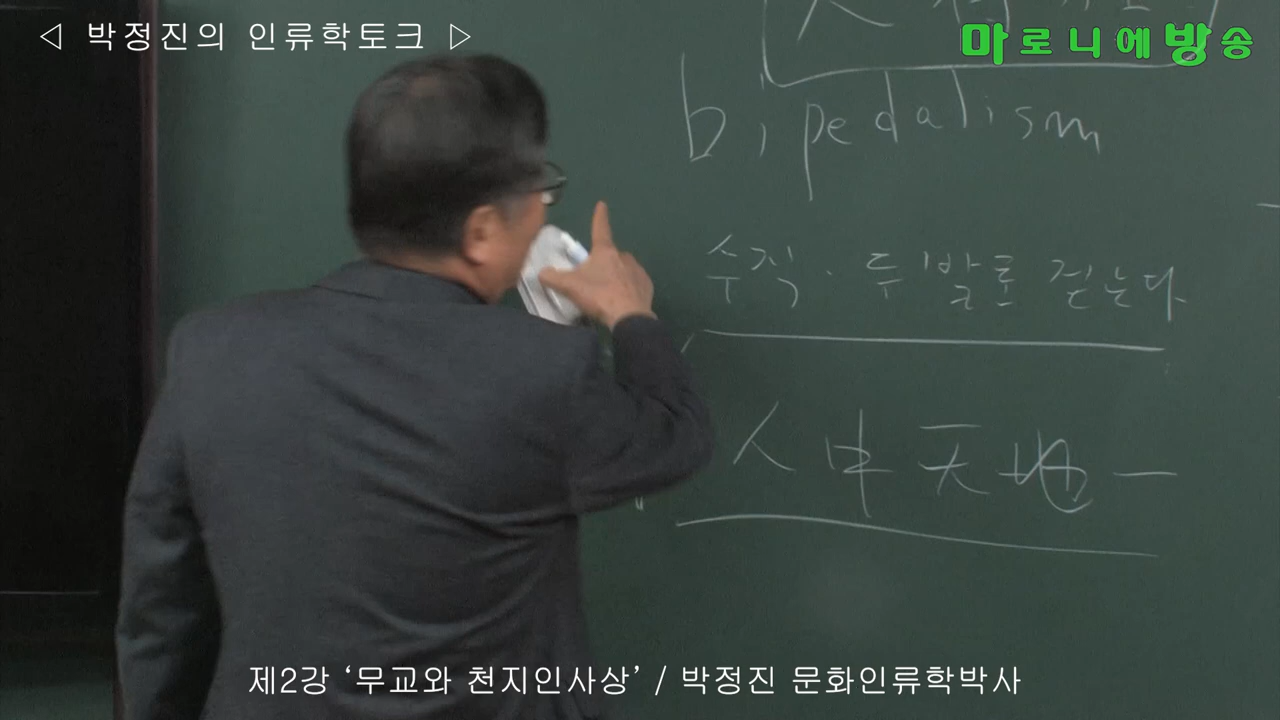 ◁ 박정진의 인류학토크 ▷
마로니에방송
bipedalism
수직. 두발로 걷는다
人中天地一
제2강 ‘무교와 천지인사상’ / 박정진 문화인류학박사